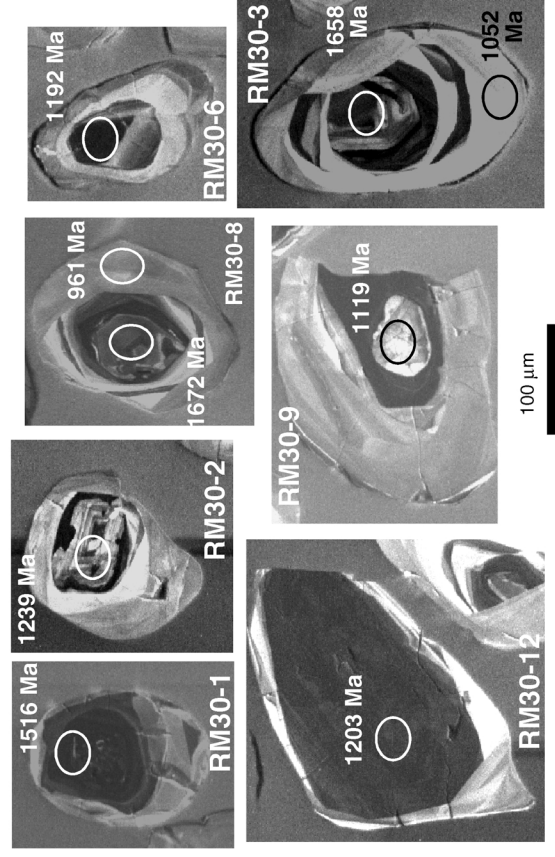 1516 Ma
RM30-1
1239 Ma
RM30-2
961 Ma
1672 Ma
RM30-8
1192 Ma
RM30-6
1203 Ma
RM30-12
1119 Ma
RM30-9
1658
Ma
1052
Ma
RM30-3
100 μm